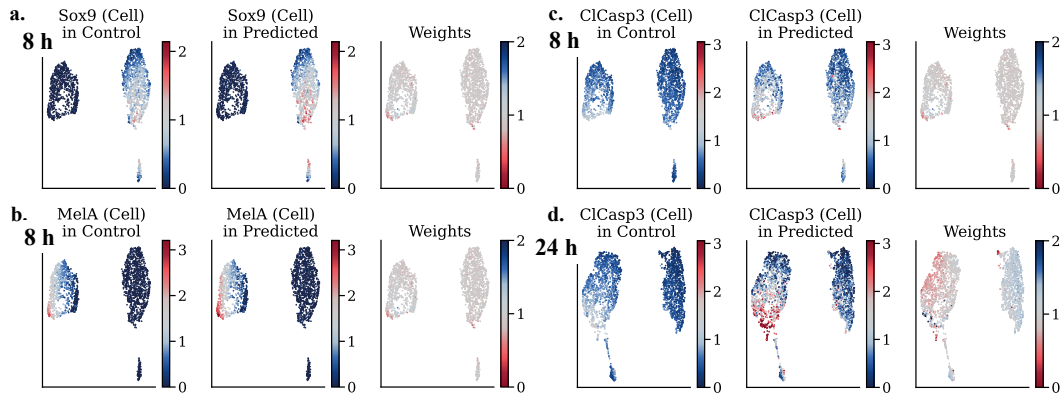 a.
8 h
Sox9 (Cell)
in Control
2
1
0
Sox9 (Cell)
in Predicted
2
1
0
Weights
2
1
0
b.
8 h
MelA (Cell)
in Control
3
2
1
0
MelA (Cell)
in Predicted
3
2
1
0
Weights
2
1
0
c.
8 h
ClCasp3 (Cell)
in Control
3
2
1
0
ClCasp3 (Cell)
in Predicted
3
2
1
0
Weights
2
1
0
d.
24 h
ClCasp3 (Cell)
in Control
3
2
1
0
ClCasp3 (Cell)
in Predicted
3
2
1
0
Weights
2
1
0